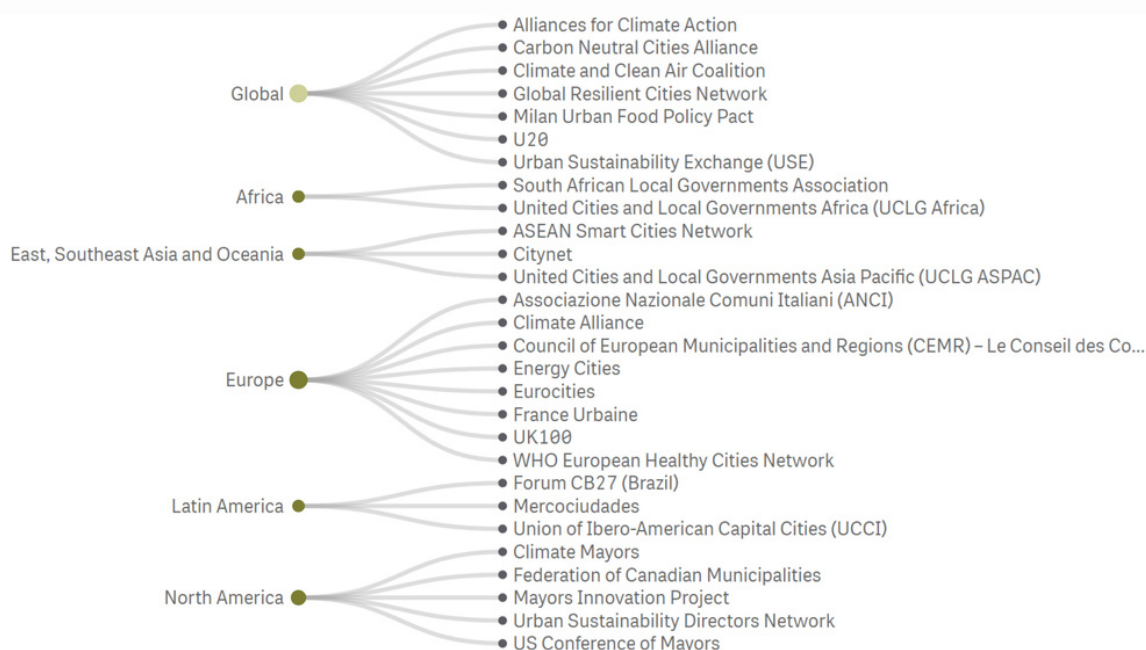 Global
Alliances for Climate Action
Carbon Neutral Cities Alliance
Climate and Clean Air Coalition
Global Resilient Cities Network
Milan Urban Food Policy Pact
U20
Urban Sustainability Exchange (USE)
Africa
South African Local Governments Association
United Cities and Local Governments Africa (UCLG Africa)
East, Southeast Asia and Oceania
ASEAN Smart Cities Network
Citynet
United Cities and Local Governments Asia Pacific (UCLG ASPAC)
Europe
Associazione Nazionale Comuni Italiani (ANCI)
Climate Alliance
Council of European Municipalities and Regions (CEMR) – Le Conseil des Co...
Energy Cities
Eurocities
France Urbaine
UK100
WHO European Healthy Cities Network
Latin America
Forum CB27 (Brazil)
Mercociudades
Union of Ibero-American Capital Cities (UCCI)
North America
Climate Mayors
Federation of Canadian Municipalities
Mayors Innovation Project
Urban Sustainability Directors Network
US Conference of Mayors